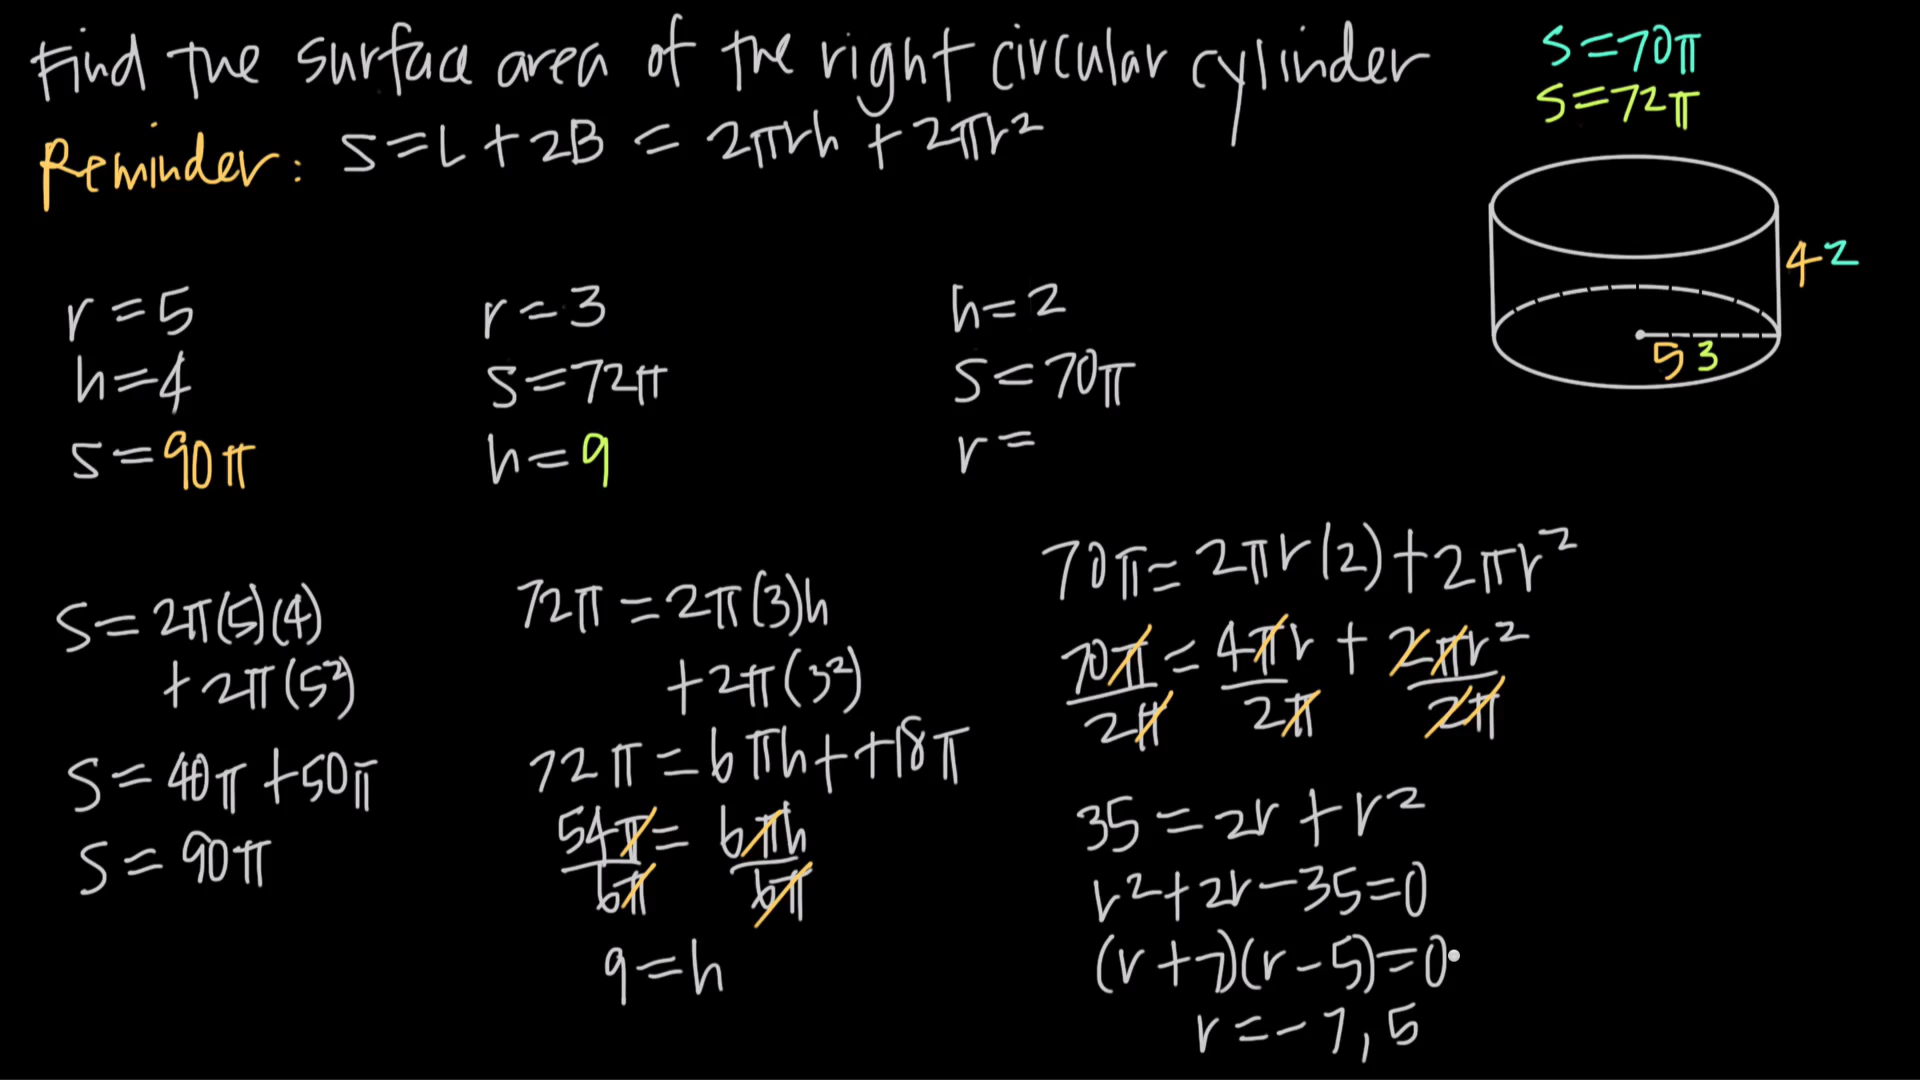 Find the surface area of the right circular cylinder
Reminder: S=L+2B = 2πrh + 2πr²
S=70π
S=72π
4 2
5 3
r=5
h=4
S=90π
r=3
S=72π
h=9
h=2
S=70π
r=
S=2π(5)(4)
+2π(5²)
S=40π+50π
S=90π
72π=2π(3)h
+2π(3²)
72π=6πh++18π
54π/6π = 6πh/6π
9=h
70π=2πr(2)+2πr²
70π/2π = 4πr/2π + 2πr²/2π
35=2r+r²
r²+2r-35=0
(r+7)(r-5)=0
r=-7,5